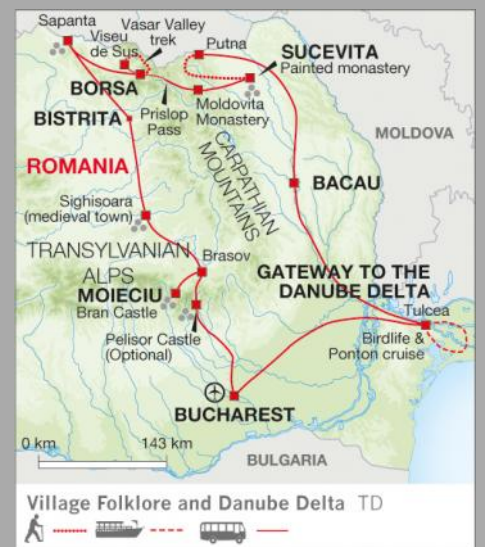 Sapanta
Vasar Valley
trek
Viseu
de Sus
Putna
SUCEVITA
Painted monastery
BORSA
Moldovita
Monastery
Prislop
Pass
BISTRITA
MOLDOVA
CARPATHIAN
MOUNTAINS
ROMANIA
BACAU
Sighisoara
(medieval town)
TRANSYLVANIAN
ALPS
Brasov
GATEWAY TO THE
DANUBE DELTA
MOIECIU
Bran Castle
Tulcea
Birdlife &
Ponton cruise
Pelisor Castle
(Optional)
BUCHAREST
0 km 143 km
BULGARIA
Village Folklore and Danube Delta TD